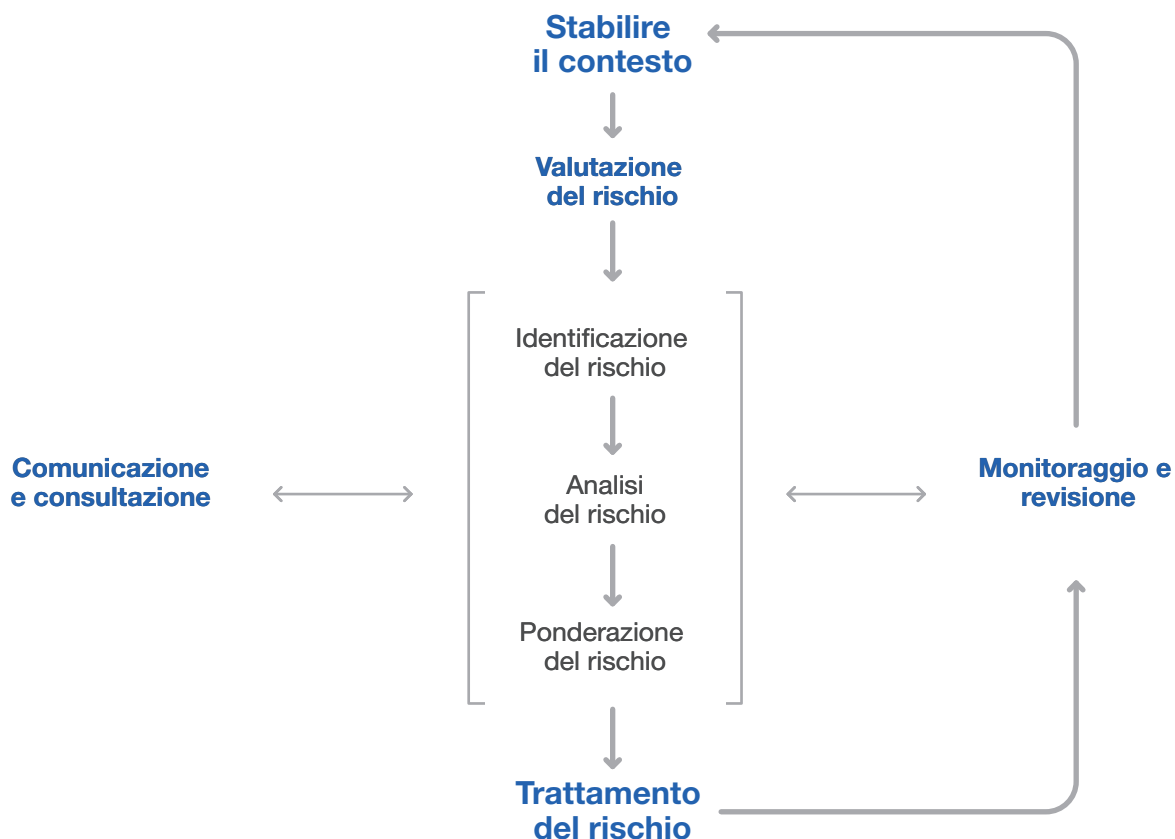 Stabilire
il contesto
Valutazione
del rischio
Identificazione
del rischio
Comunicazione
e consultazione
Analisi
del rischio
Monitoraggio e
revisione
Ponderazione
del rischio
Trattamento
del rischio